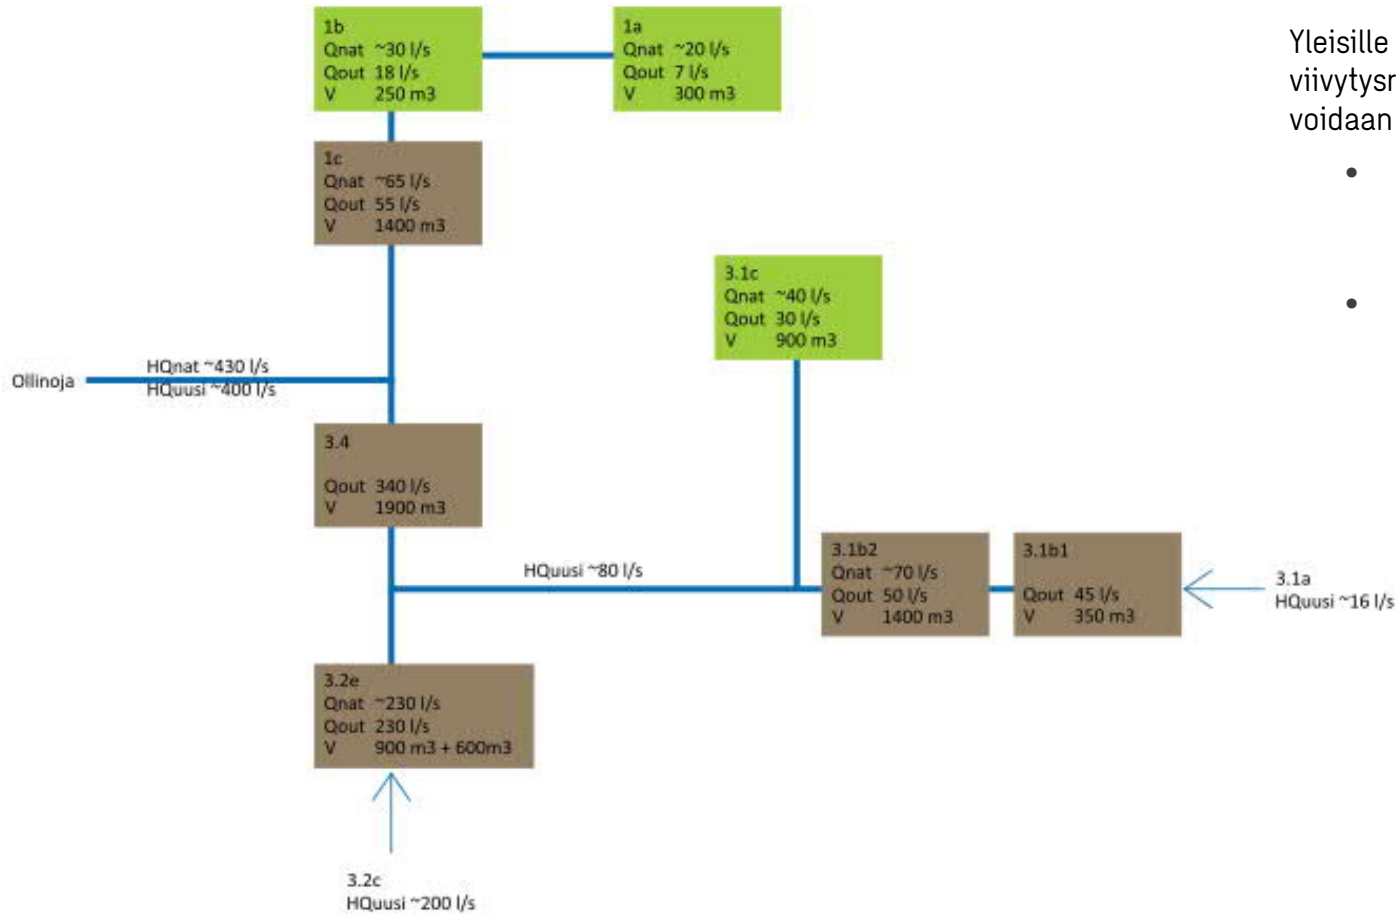 1b
Qnat ~30 l/s
Qout 18 l/s
V 250 m3
1a
Qnat ~20 l/s
Qout 7 l/s
V 300 m3
Yleisille
viivytysr
voidaan
•
•
1c
Qnat ~65 l/s
Qout 55 l/s
V 1400 m3
3.1c
Qnat ~40 l/s
Qout 30 l/s
V 900 m3
Ollinoja
HQnat ~430 l/s
HQuusi ~400 l/s
3.4
Qout 340 l/s
V 1900 m3
HQuusi ~80 l/s
3.1b2
Qnat ~70 l/s
Qout 50 l/s
V 1400 m3
3.1b1
Qout 45 l/s
V 350 m3
3.1a
HQuusi ~16 l/s
3.2e
Qnat ~230 l/s
Qout 230 l/s
V 900 m3 + 600m3
3.2c
HQuusi ~200 l/s